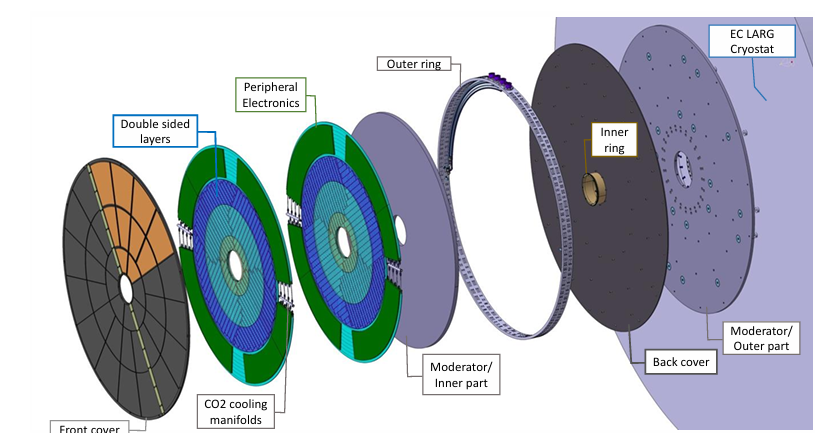 EC LARG
Cryostat
Outer ring
Peripheral
Electronics
Double sided
layers
Inner
ring
Moderator/
Outer part
Back cover
Moderator/
Inner part
CO2 cooling
manifolds
Front cover